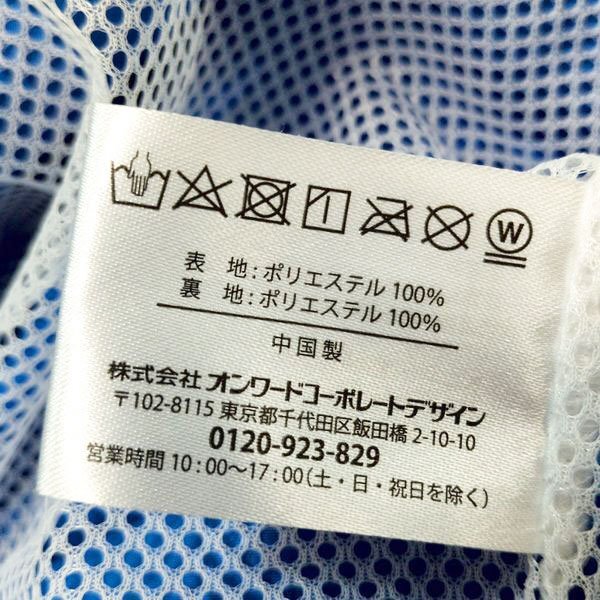 W
表 地:ポリエステル 100%
裏 地:ポリエステル 100%
中国製
株式会社 オンワードコーポレートデザイン
〒102-8115 東京都千代田区飯田橋 2-10-10
0120-923-829
営業時間 10:00〜17:00(土・日・祝日を除く)